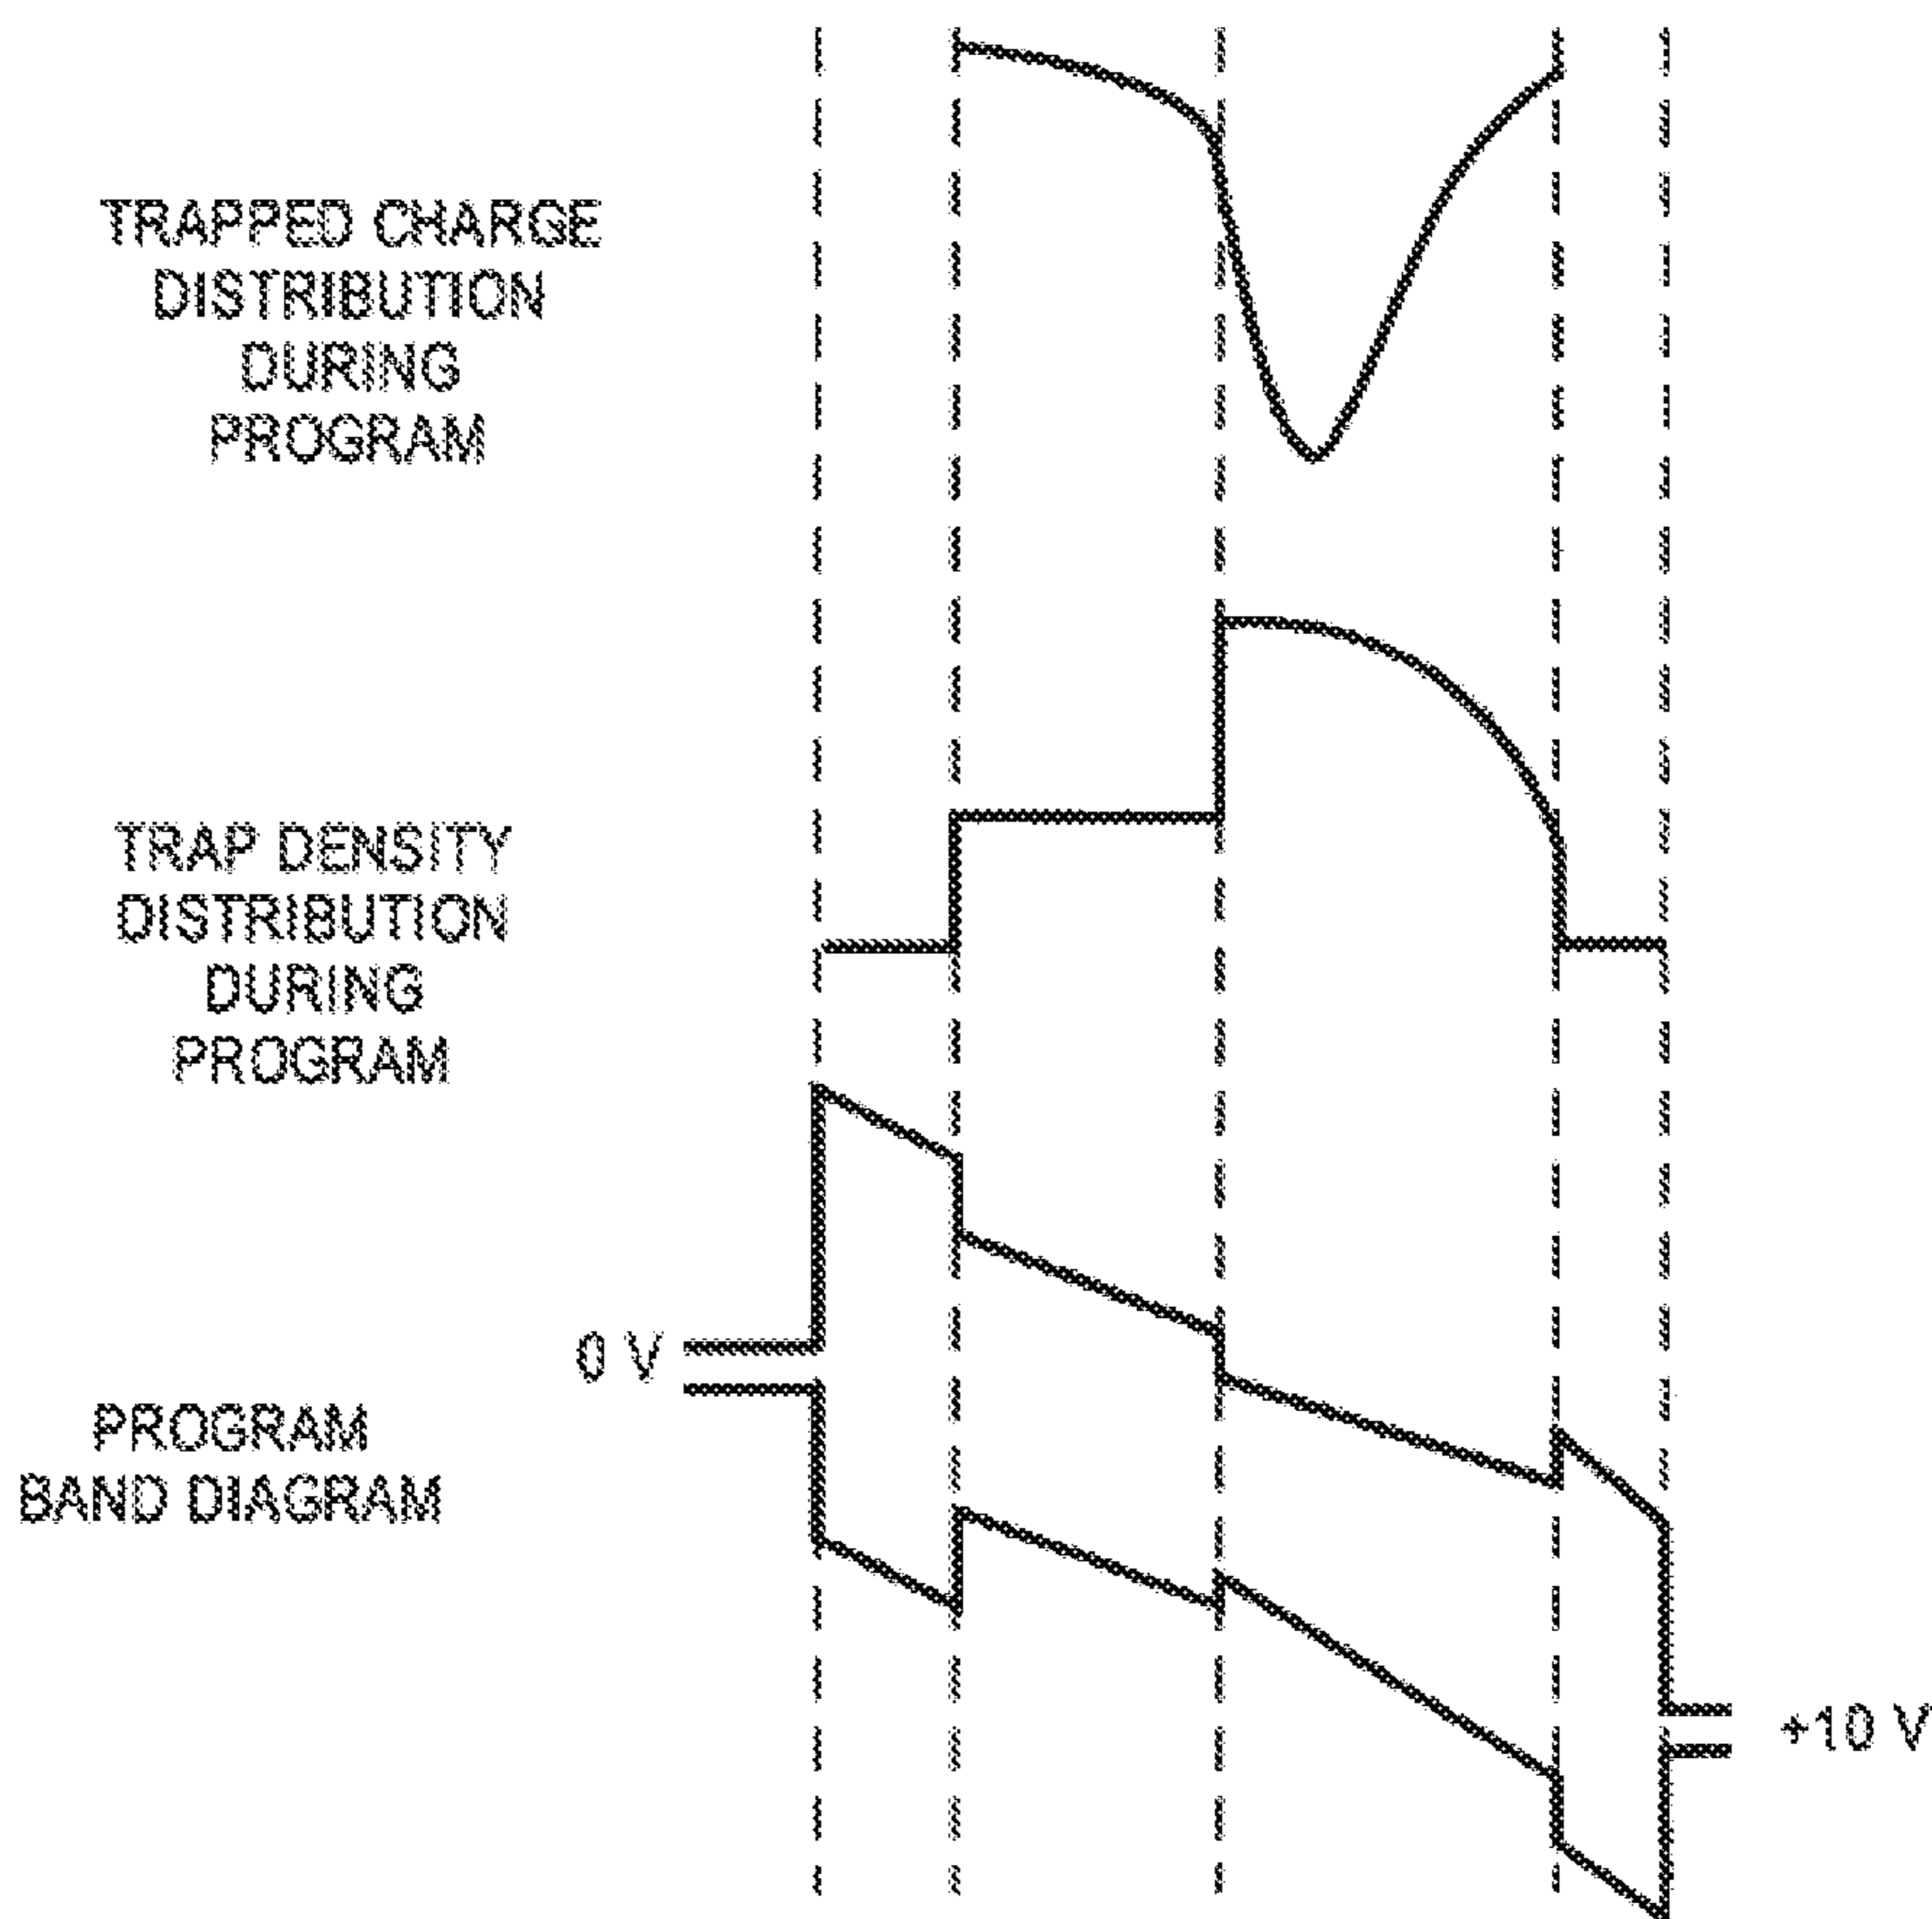 TRAPPED CHARGE
DISTRIBUTION
DURING
PROGRAM
TRAP DENSITY
DISTRIBUTION
DURING
PROGRAM
0 V
PROGRAM
BAND DIAGRAM
+10 V